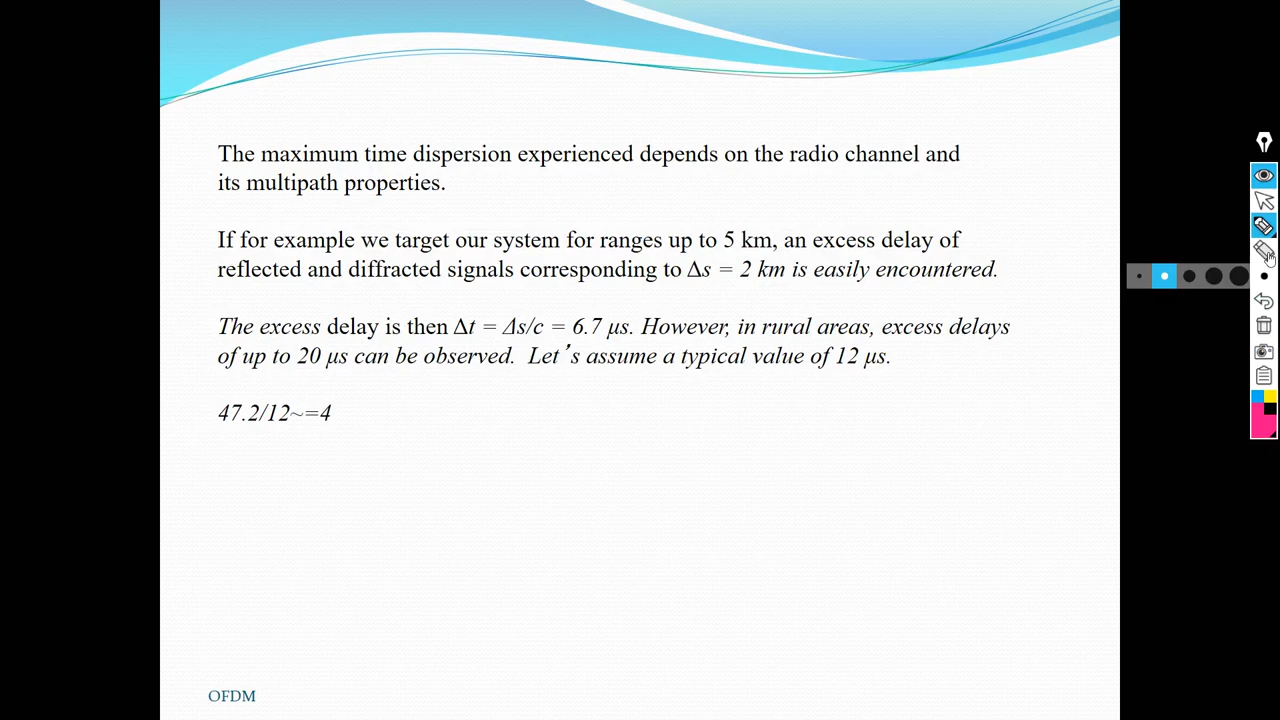 The maximum time dispersion experienced depends on the radio channel and
its multipath properties.
If for example we target our system for ranges up to 5 km, an excess delay of
reflected and diffracted signals corresponding to Δs = 2 km is easily encountered.
The excess delay is then Δt = Δs/c = 6.7 μs. However, in rural areas, excess delays
of up to 20 μs can be observed. Let’s assume a typical value of 12 μs.
47.2/12~=4
OFDM